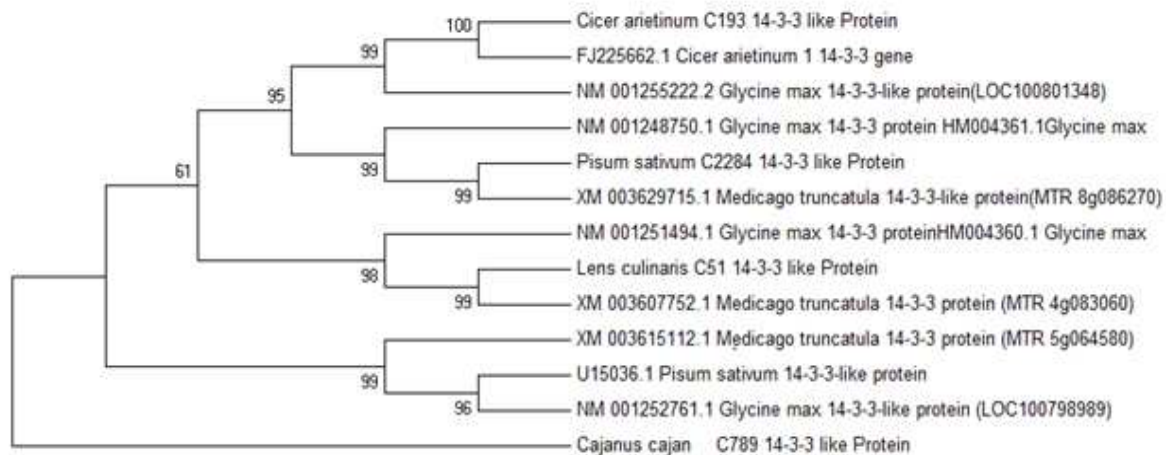 100
Cicer arietinum C193 14-3-3 like Protein
99
FJ225662.1 Cicer arietinum 1 14-3-3 gene
95
NM 001255222.2 Glycine max 14-3-3-like protein(LOC100801348)
NM 001248750.1 Glycine max 14-3-3 protein HM004361.1Glycine max
61
99
Pisum sativum C2284 14-3-3 like Protein
99
XM 003629715.1 Medicago truncatula 14-3-3-like protein(MTR 8g086270)
NM 001251494.1 Glycine max 14-3-3 proteinHM004360.1 Glycine max
98
Lens culinaris C51 14-3-3 like Protein
99
XM 003607752.1 Medicago truncatula 14-3-3 protein (MTR 4g083060)
XM 003615112.1 Medicago truncatula 14-3-3 protein (MTR 5g064580)
99
U15036.1 Pisum sativum 14-3-3-like protein
96
NM 001252761.1 Glycine max 14-3-3-like protein (LOC100798989)
Cajanus cajan C789 14-3-3 like Protein